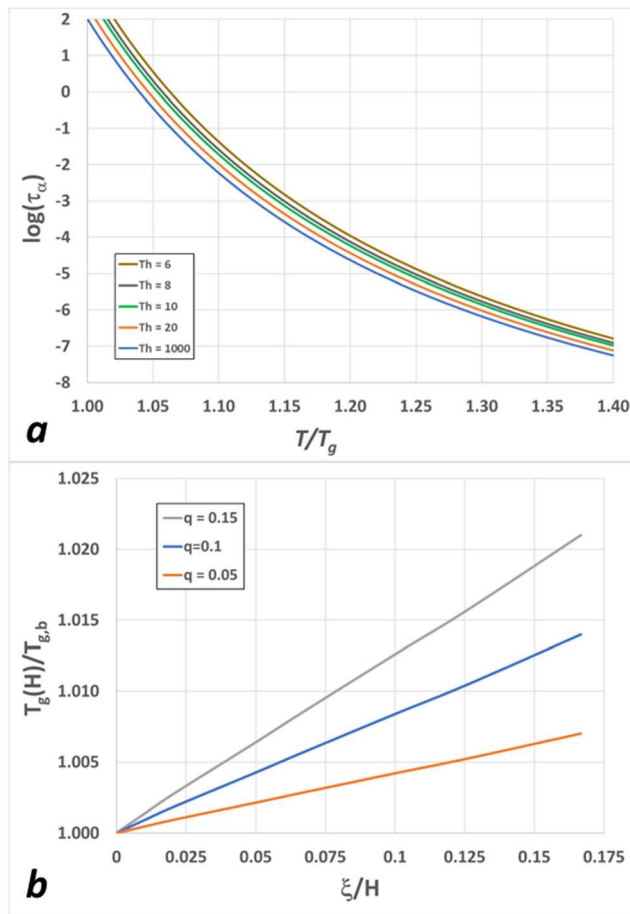 2
1
0
-1
-2
-3
-4
-5
-6
-7
-8
log(τα)
Th = 6
Th = 8
Th = 10
Th = 20
Th = 1000
1.00 1.05 1.10 1.15 1.20 1.25 1.30 1.35 1.40
a
T/Tg
1.025
1.020
1.015
1.010
1.005
1.000
Tg(H)/Tg,b
q = 0.15
q=0.1
q = 0.05
0 0.025 0.05 0.075 0.1 0.125 0.15 0.175
b
ξ/H